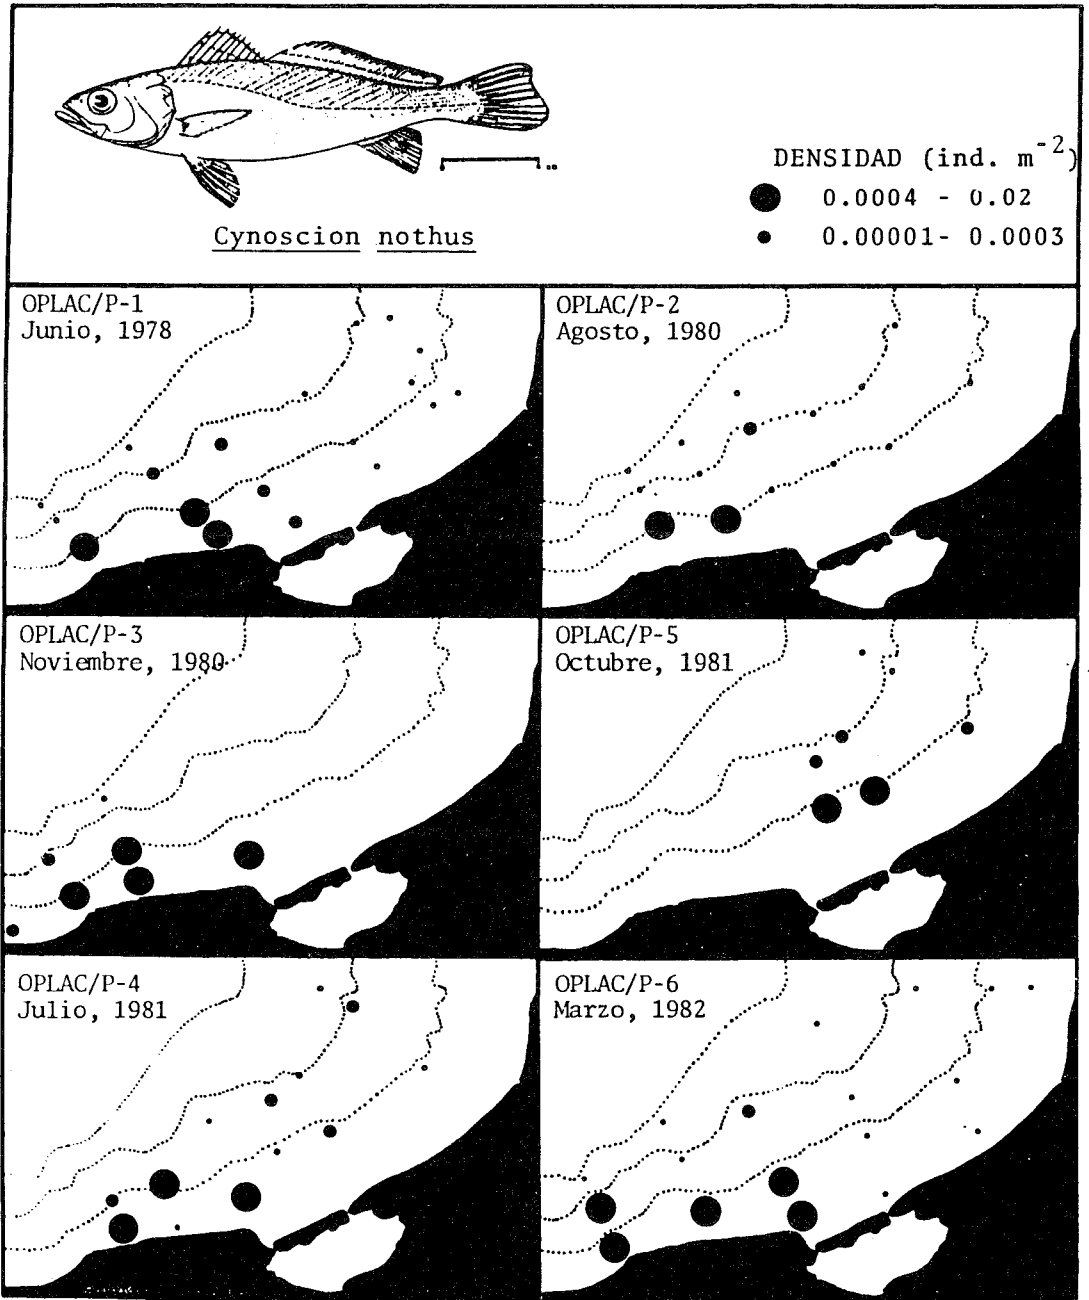 DENSIDAD (ind. m-2)
0.0004 - 0.02
0.00001- 0.0003
Cynoscion nothus
OPLAC/P-1
Junio, 1978
OPLAC/P-2
Agosto, 1980
OPLAC/P-3
Noviembre, 1980
OPLAC/P-5
Octubre, 1981
OPLAC/P-4
Julio, 1981
OPLAC/P-6
Marzo, 1982